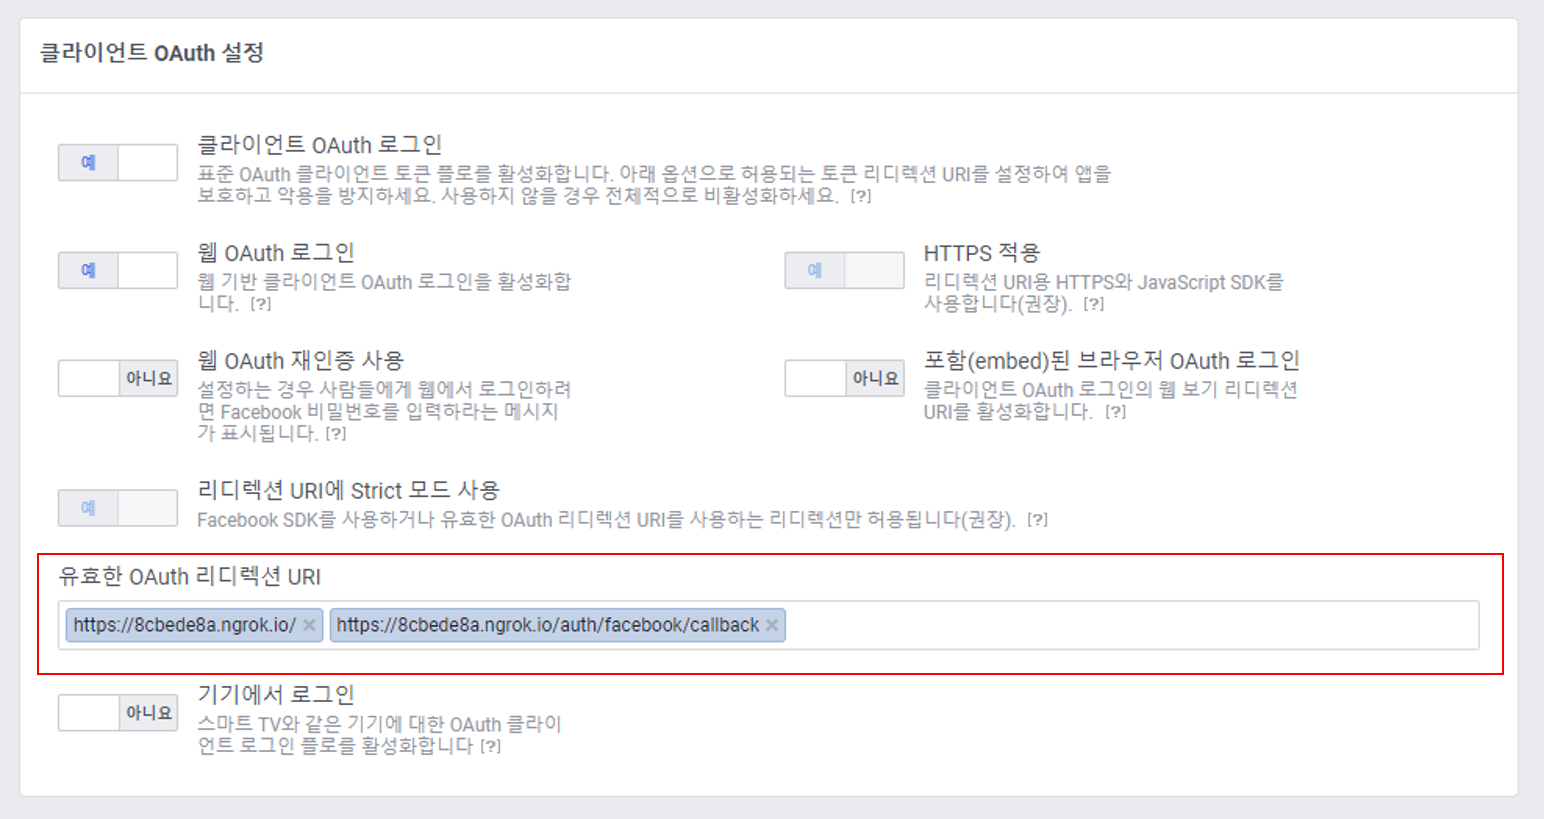 클라이언트 OAuth 설정
예
클라이언트 OAuth 로그인
표준 OAuth 클라이언트 토큰 플로를 활성화합니다. 아래 옵션으로 허용되는 토큰 리디렉션 URI를 설정하여 앱을
보호하고 악용을 방지하세요. 사용하지 않을 경우 전체적으로 비활성화하세요. [?]
예
웹 OAuth 로그인
웹 기반 클라이언트 OAuth 로그인을 활성화합
니다. [?]
예
HTTPS 적용
리디렉션 URI용 HTTPS와 JavaScript SDK를
사용합니다(권장). [?]
아니요
웹 OAuth 재인증 사용
설정하는 경우 사람들에게 웹에서 로그인하려
면 Facebook 비밀번호를 입력하라는 메시지
가 표시됩니다. [?]
아니요
포함(embed)된 브라우저 OAuth 로그인
클라이언트 OAuth 로그인의 웹 보기 리디렉션
URI를 활성화합니다. [?]
예
리디렉션 URI에 Strict 모드 사용
Facebook SDK를 사용하거나 유효한 OAuth 리디렉션 URI를 사용하는 리디렉션만 허용됩니다(권장). [?]
유효한 OAuth 리디렉션 URI
https://8cbede8a.ngrok.io/ × https://8cbede8a.ngrok.io/auth/facebook/callback ×
아니요
기기에서 로그인
스마트 TV와 같은 기기에 대한 OAuth 클라이
언트 로그인 플로를 활성화합니다 [?]